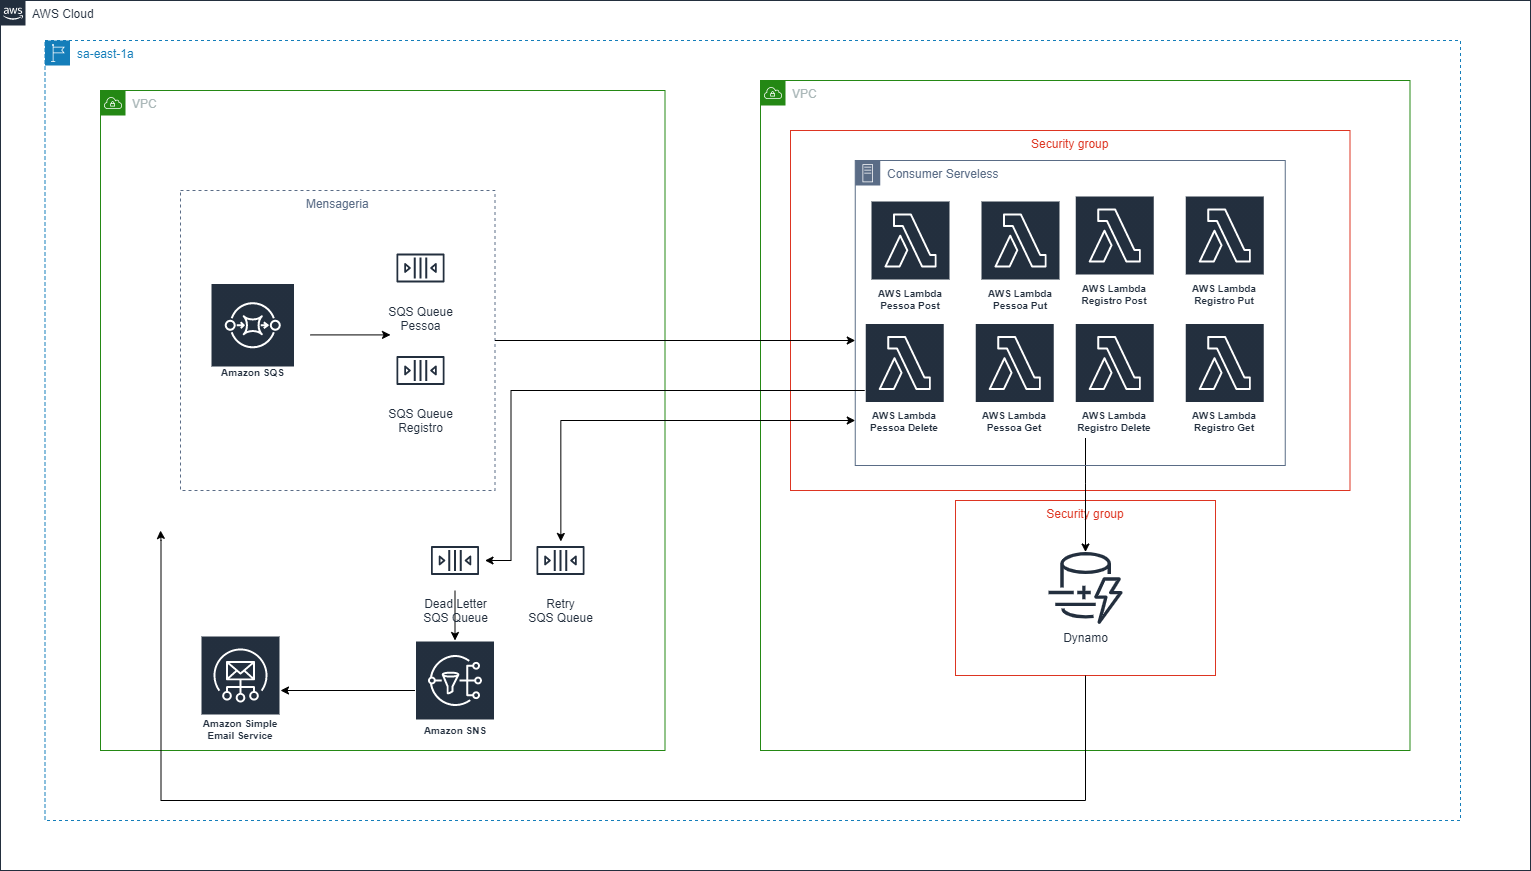 aws
AWS Cloud
sa-east-1a
VPC
Mensageria
Amazon SQS
SQS Queue
Pessoa
SQS Queue
Registro
Dead Letter
SQS Queue
Retry
SQS Queue
Amazon Simple
Email Service
Amazon SNS
VPC
Security group
Consumer Serveless
AWS Lambda
Pessoa Post
AWS Lambda
Pessoa Put
AWS Lambda
Registro Post
AWS Lambda
Registro Put
AWS Lambda
Pessoa Delete
AWS Lambda
Pessoa Get
AWS Lambda
Registro Delete
AWS Lambda
Registro Get
Security group
Dynamo